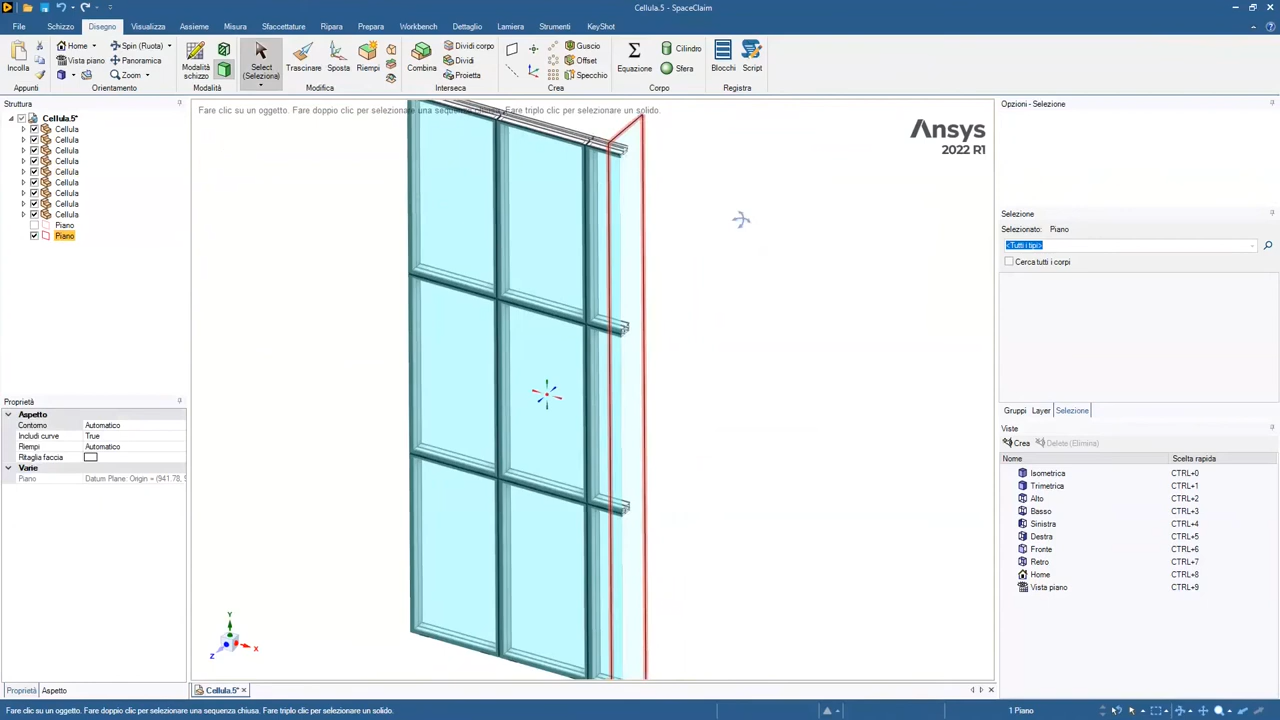 Cellula.5* - SpaceClaim
File Schizzo Disegno Visualizza Assieme Misura Sfaccettature Ripara Prepara Workbench Dettaglio Lamiera Strumenti KeyShot
Home Spin (Ruota) Dividi corpo Guscio Cilindro
Vista piano Panoramica Dividi Offset
Zoom Proietta Specchio Sfera
Incolla Modalità schizzo Select (Seleziona) Trascinare Sposta Riempi Combina Equazione Blocchi Script
Appunti Orientamento Modalità Modifica Interseca Crea Corpo Registra
Struttura
Cellula.5*
Cellula
Cellula
Cellula
Cellula
Cellula
Cellula
Cellula
Cellula
Cellula
Piano
Piano
Proprietà
Aspetto
Contorno Automatico
Includi curve True
Riempi Automatico
Ritaglia faccia
Varie
Piano Datum Plane: Origin = (941.78, 
Proprietà Aspetto
Fare clic su un oggetto. Fare doppio clic per selezionare una sequenza chiusa. Fare triplo clic per selezionare un solido.
Ansys
2022 R1
Y
X
Z
Cellula.5*
Opzioni - Selezione
Selezione
Selezionato: Piano
<Tutti i tipi>
Cerca tutti i corpi
Gruppi Layer Selezione
Viste
Crea Delete (Elimina)
Nome Scelta rapida
Isometrica CTRL+0
Trimetrica CTRL+1
Alto CTRL+2
Basso CTRL+3
Sinistra CTRL+4
Destra CTRL+5
Fronte CTRL+6
Retro CTRL+7
Home CTRL+8
Vista piano CTRL+9
Fare clic su un oggetto. Fare doppio clic per selezionare una sequenza chiusa. Fare triplo clic per selezionare un solido.
1 Piano